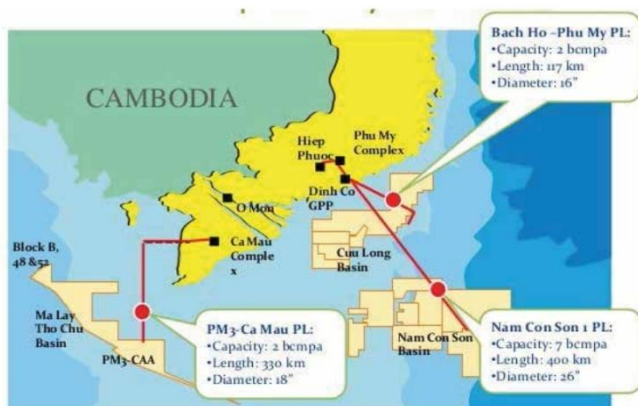 Bach Ho –Phu My PL:
•Capacity: 2 bcmpa
•Length: 117 km
•Diameter: 16”
CAMBODIA
Hiep
Phuoc
Phu My
Complex
Dinh Co
GPP
O Mon
Ca Mau
Comple
x
Cuu Long
Basin
Block B,
48 &52
Ma Lay
Tho Chu
Basin
PM3-CAA
PM3-Ca Mau PL:
•Capacity: 2 bcmpa
•Length: 330 km
•Diameter: 18”
Nam Con Son
Basin
Nam Con Son 1 PL:
•Capacity: 7 bcmpa
•Length: 400 km
•Diameter: 26”